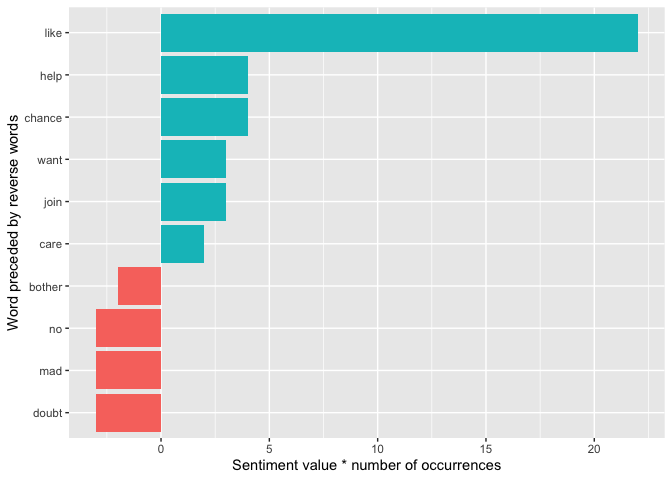 like
help
chance
want
join
care
bother
no
mad
doubt
Word preceded by reverse words
0 5 10 15 20
Sentiment value * number of occurrences